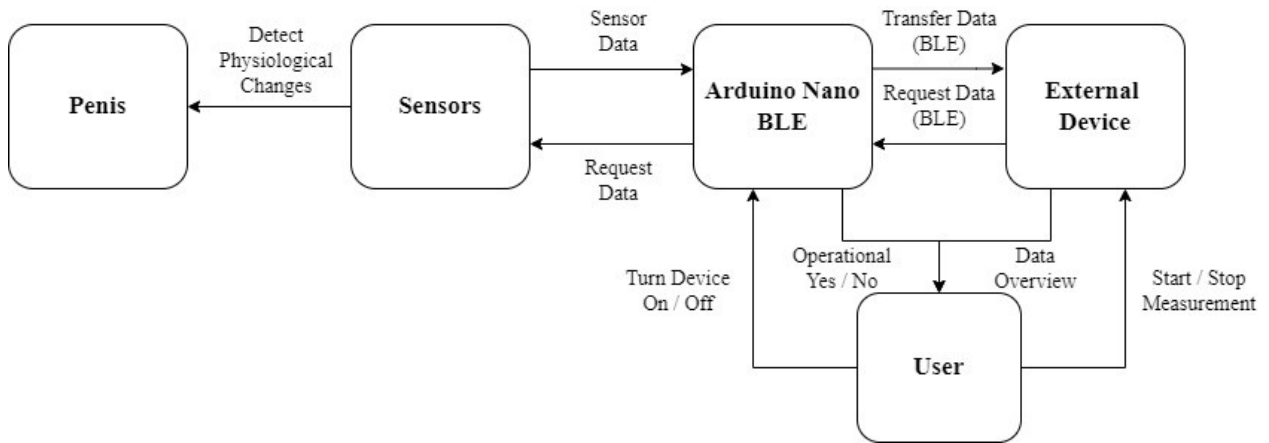 Detect
Physiological
Changes
Sensor
Data
Transfer Data
(BLE)
Penis
Sensors
Arduino Nano
BLE
Request Data
(BLE)
External
Device
Request
Data
Turn Device
On / Off
Operational
Yes / No
Data
Overview
Start / Stop
Measurement
User